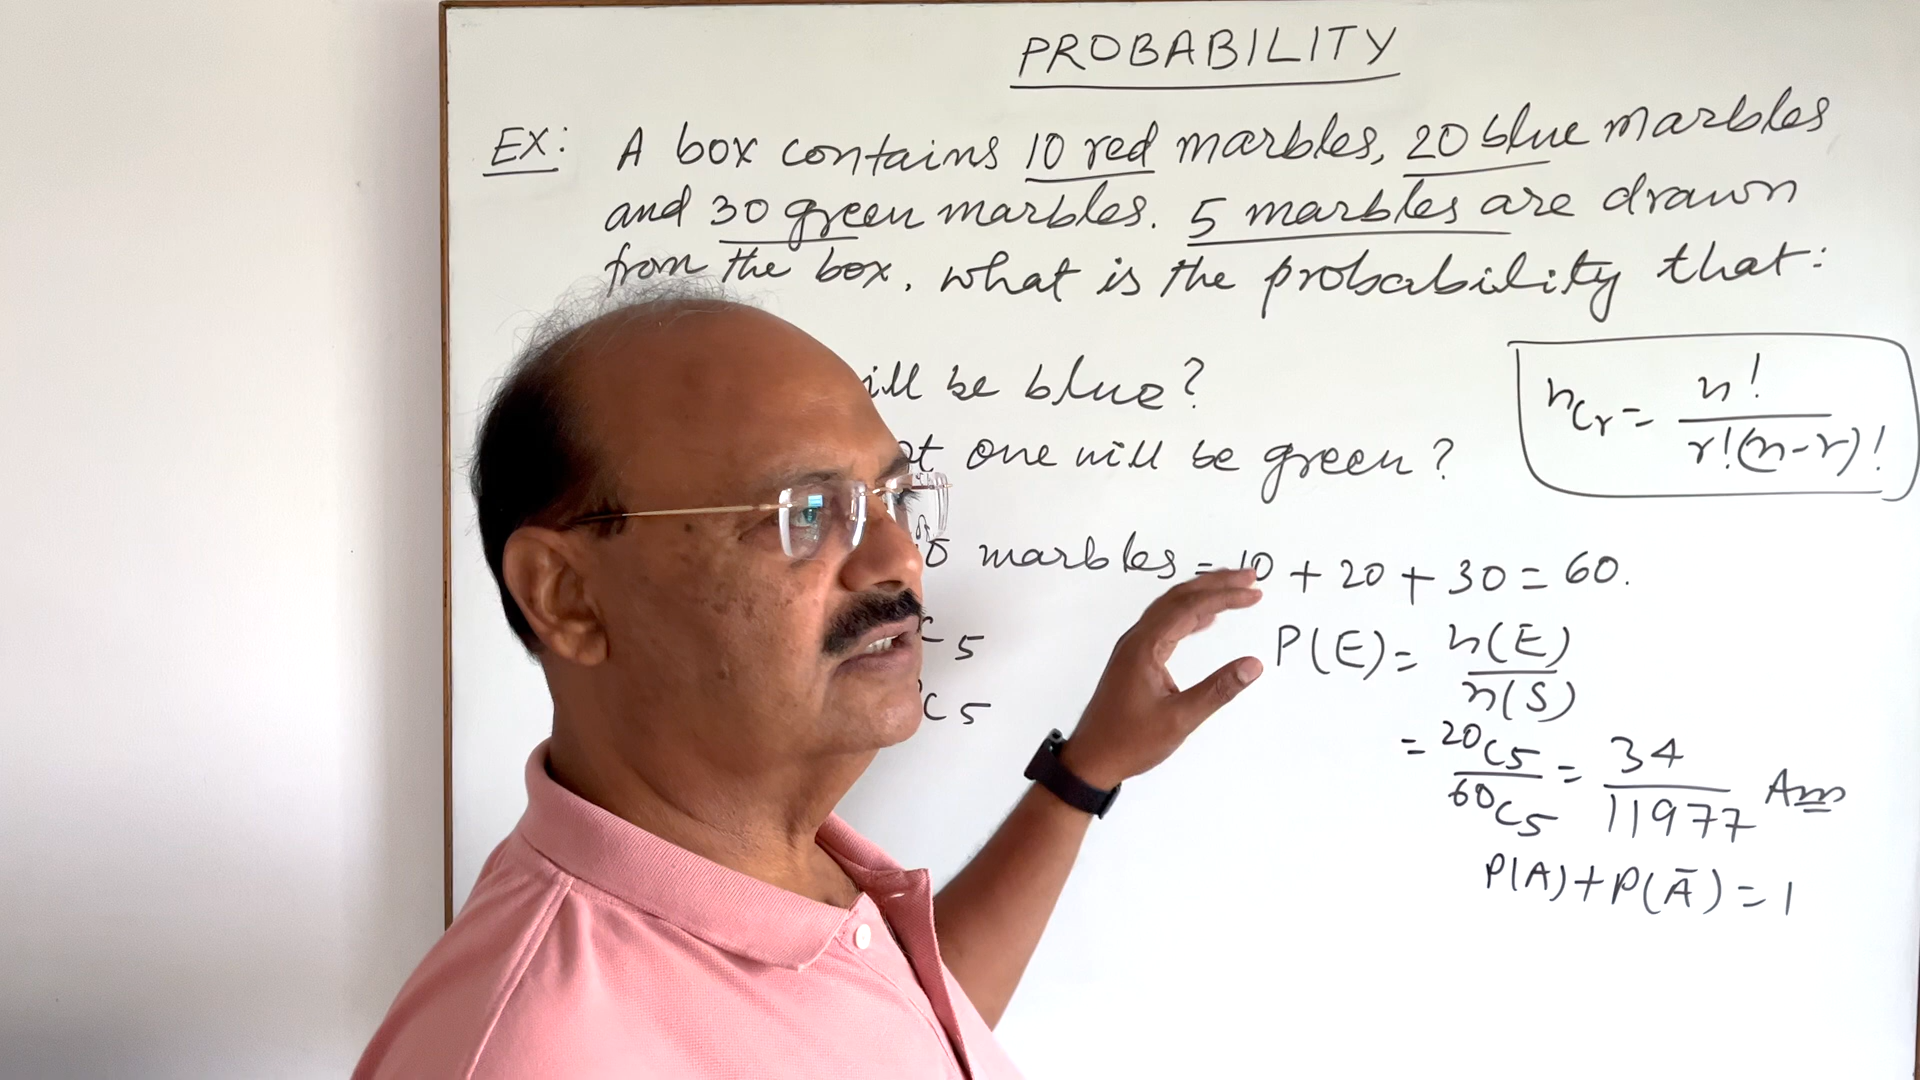 PROBABILITY
EX: A box contains 10 red marbles, 20 blue marbles
and 30 green marbles. 5 marbles are drawn
from the box, what is the probability that:
ill be blue?
one will be green?
nCr = n! / r!(n-r)!
marbles = 10 + 20 + 30 = 60.
C5
P(E) = n(E) / n(S)
C5
= 20C5 / 60C5 = 34 / 11977 Ans
P(A) + P(Ā) = 1